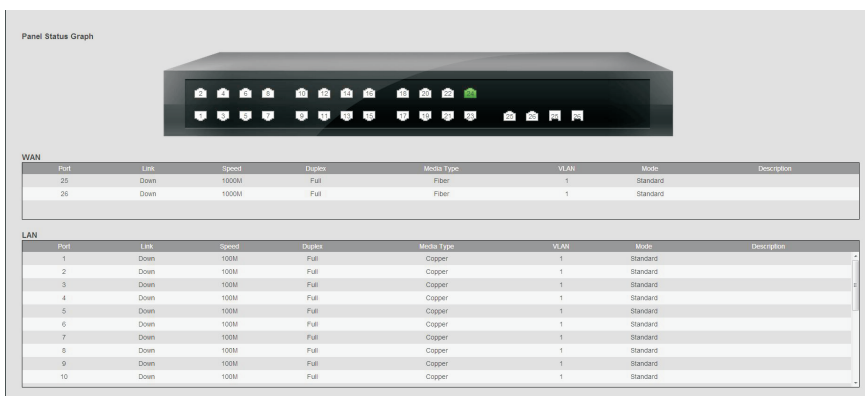 Panel Status Graph
2 4 6 8 10 12 14 16 18 20 22 24
1 3 5 7 9 11 13 15 17 19 21 23 25 26 25 26
WAN
Port Link Speed Duplex Media Type VLAN Mode Description
25 Down 1000M Full Fiber 1 Standard
26 Down 1000M Full Fiber 1 Standard
LAN
Port Link Speed Duplex Media Type VLAN Mode Description
1 Down 100M Full Copper 1 Standard
2 Down 100M Full Copper 1 Standard
3 Down 100M Full Copper 1 Standard
4 Down 100M Full Copper 1 Standard
5 Down 100M Full Copper 1 Standard
6 Down 100M Full Copper 1 Standard
7 Down 100M Full Copper 1 Standard
8 Down 100M Full Copper 1 Standard
9 Down 100M Full Copper 1 Standard
10 Down 100M Full Copper 1 Standard